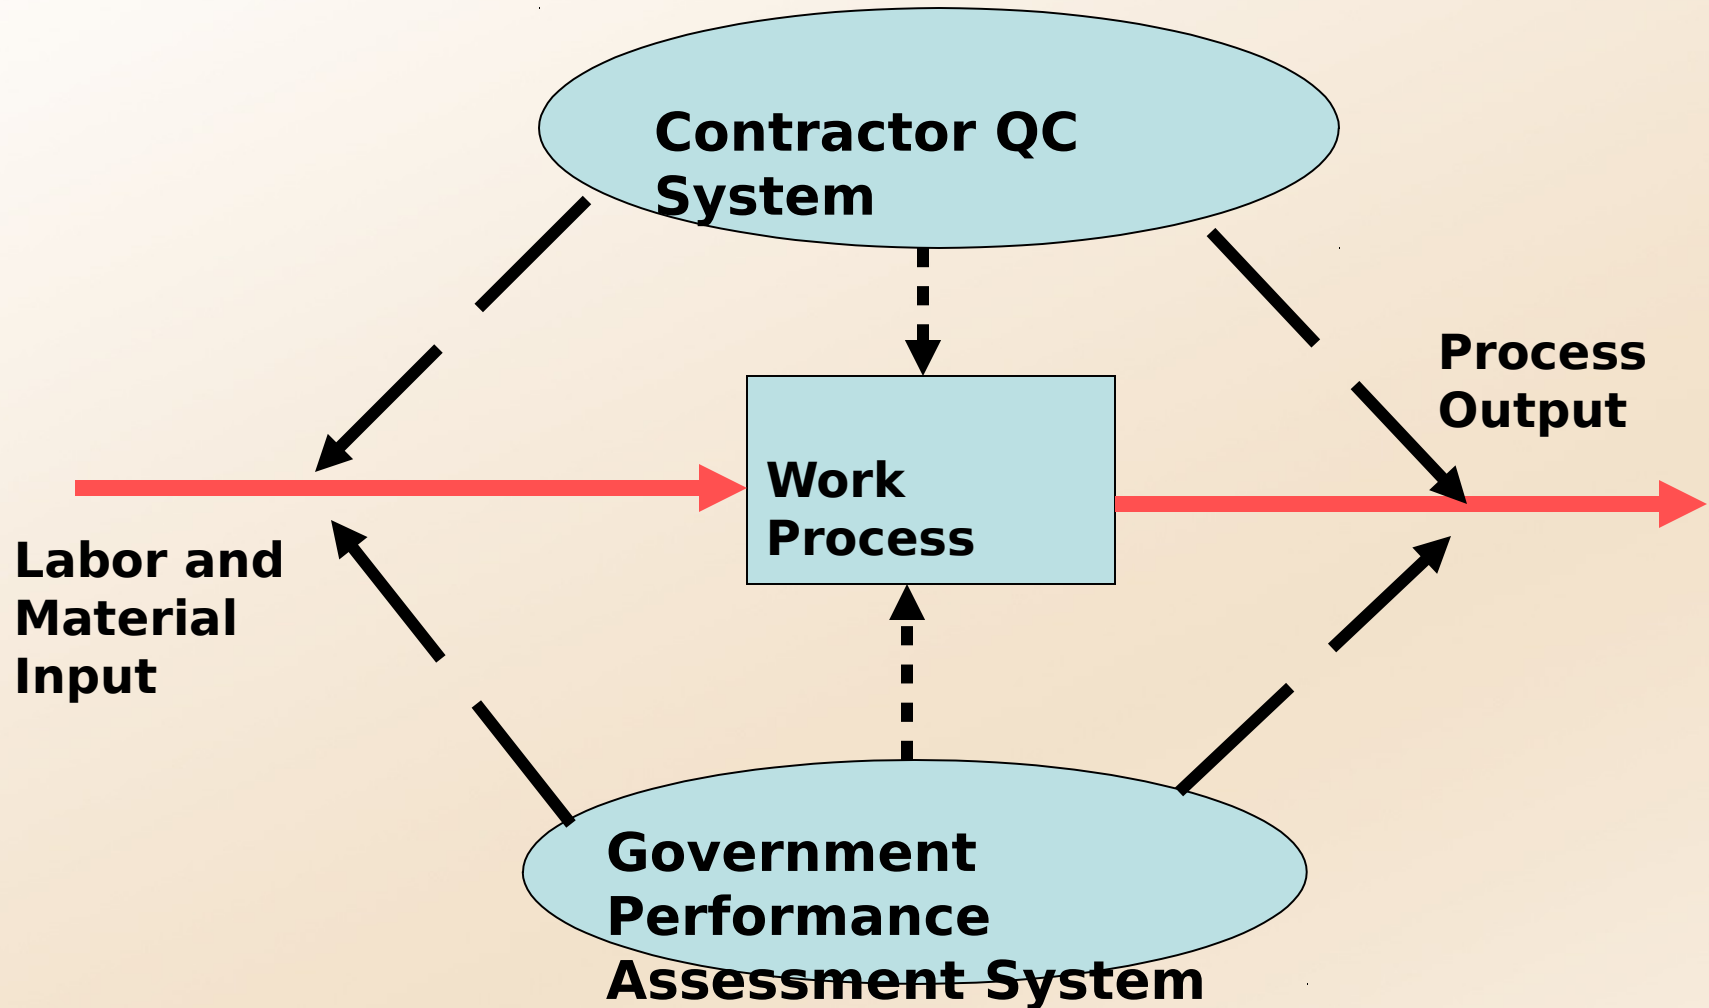 Contractor QC
System
Process
Output
Work
Process
Labor and
Material
Input
Government
Performance
Assessment System